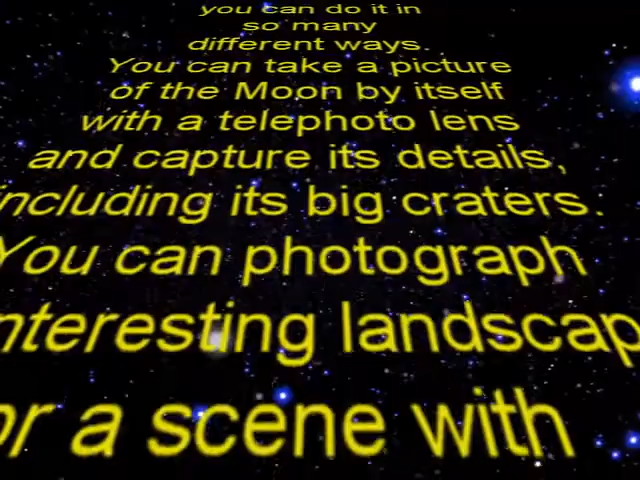 you can do it in
so many
different ways.
You can take a picture
of the Moon by itself
with a telephoto lens
and capture its details,
including its big craters.
You can photograph
interesting landscap
or a scene with